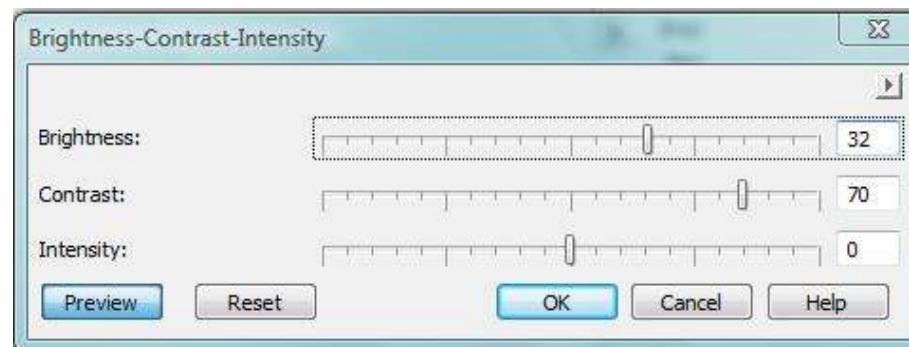 Brightness-Contrast-Intensity
Brightness: 32
Contrast: 70
Intensity: 0
Preview Reset OK Cancel Help